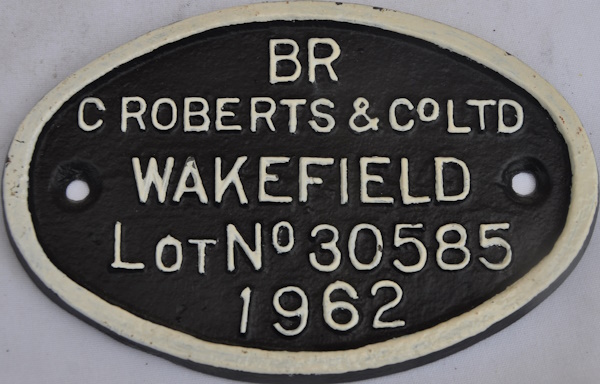 BR
C ROBERTS & Co LTD
WAKEFIELD
LOT No 30585
1962